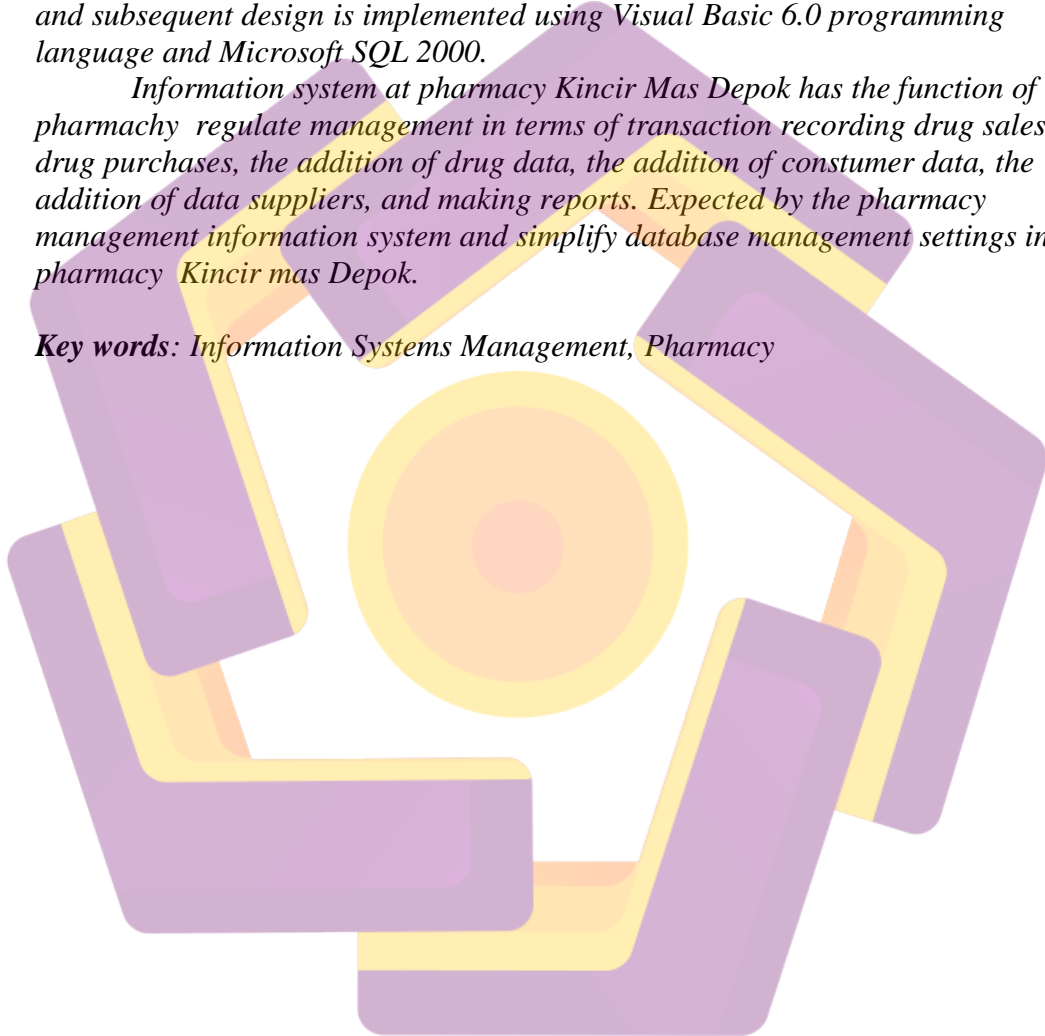 and subsequent design is implemented using Visual Basic 6.0 programming
language and Microsoft SQL 2000.
Information system at pharmacy Kincir Mas Depok has the function of
pharmachy regulate management in terms of transaction recording drug sales
drug purchases, the addition of drug data, the addition of constumer data, the
addition of data suppliers, and making reports. Expected by the pharmacy
management information system and simplify database management settings in
pharmacy Kincir mas Depok.
Key words: Information Systems Management, Pharmacy